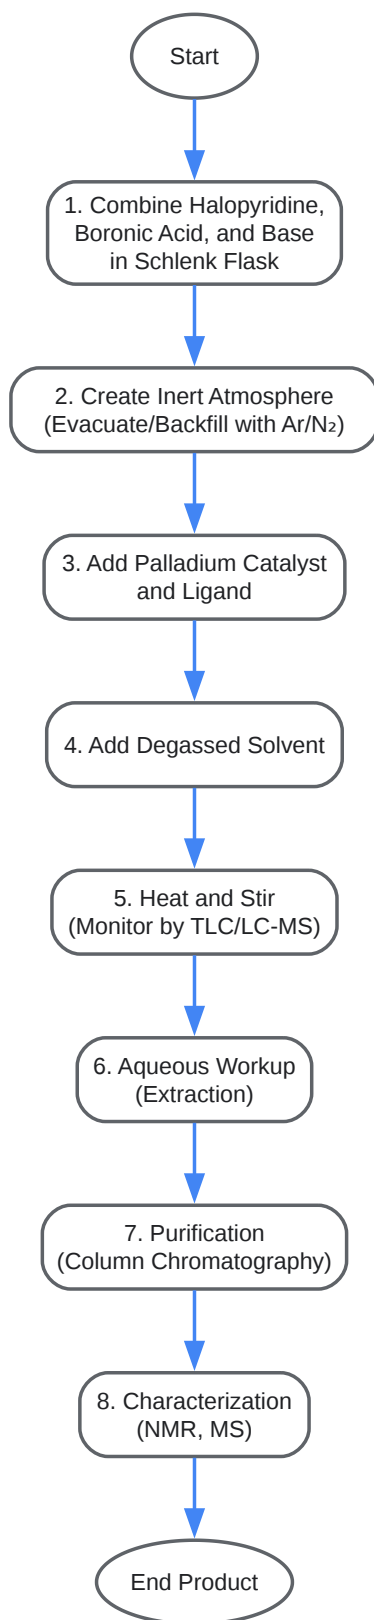 Start
1. Combine Halopyridine,
Boronic Acid, and Base
in Schlenk Flask
2. Create Inert Atmosphere
(Evacuate/Backfill with Ar/N₂)
3. Add Palladium Catalyst
and Ligand
4. Add Degassed Solvent
5. Heat and Stir
(Monitor by TLC/LC-MS)
6. Aqueous Workup
(Extraction)
7. Purification
(Column Chromatography)
8. Characterization
(NMR, MS)
End Product